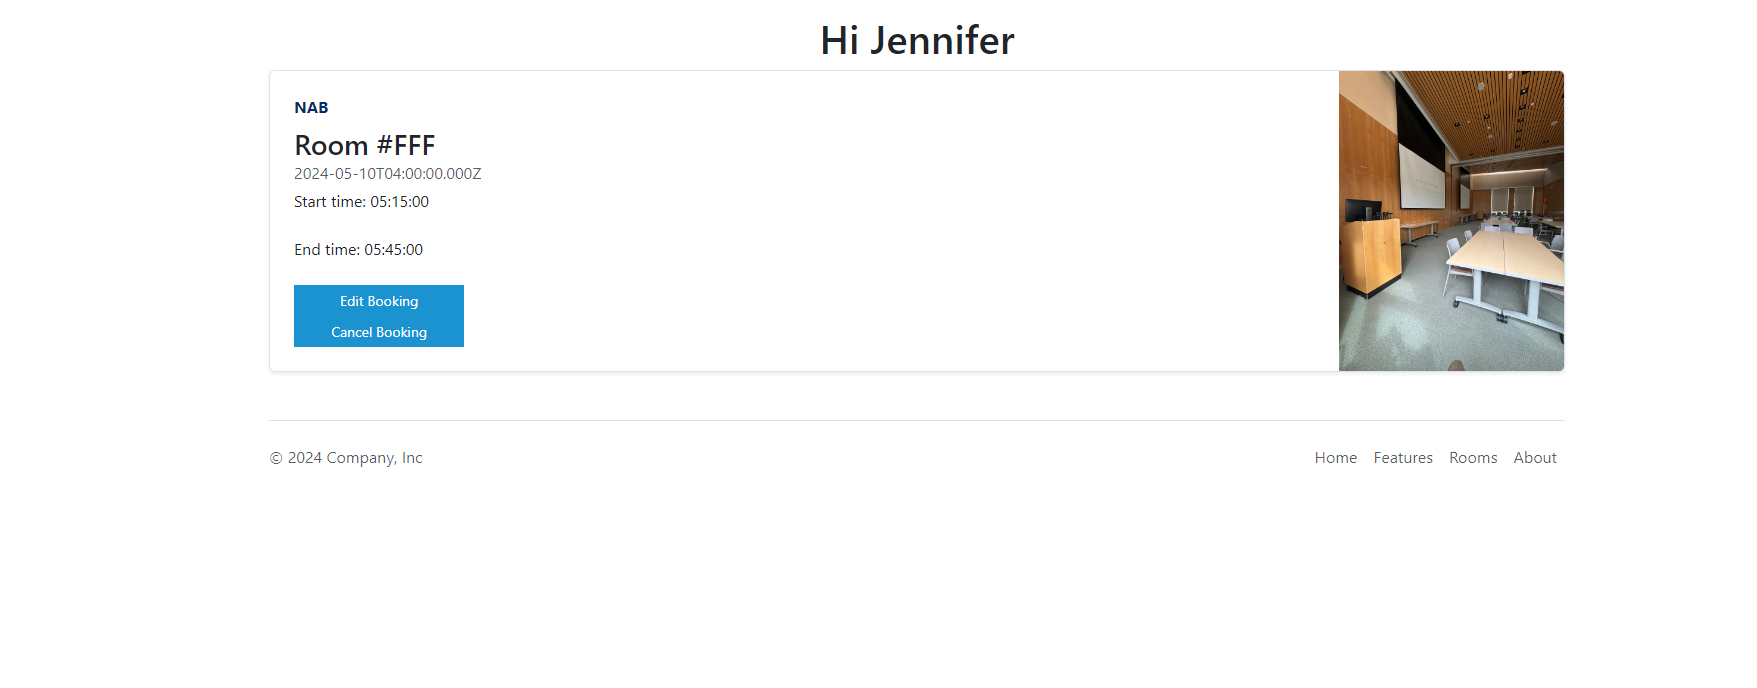 Hi Jennifer
NAB
Room #FFF
2024-05-10T04:00:00.000Z
Start time: 05:15:00
End time: 05:45:00
Edit Booking
Cancel Booking
© 2024 Company, Inc
Home Features Rooms About